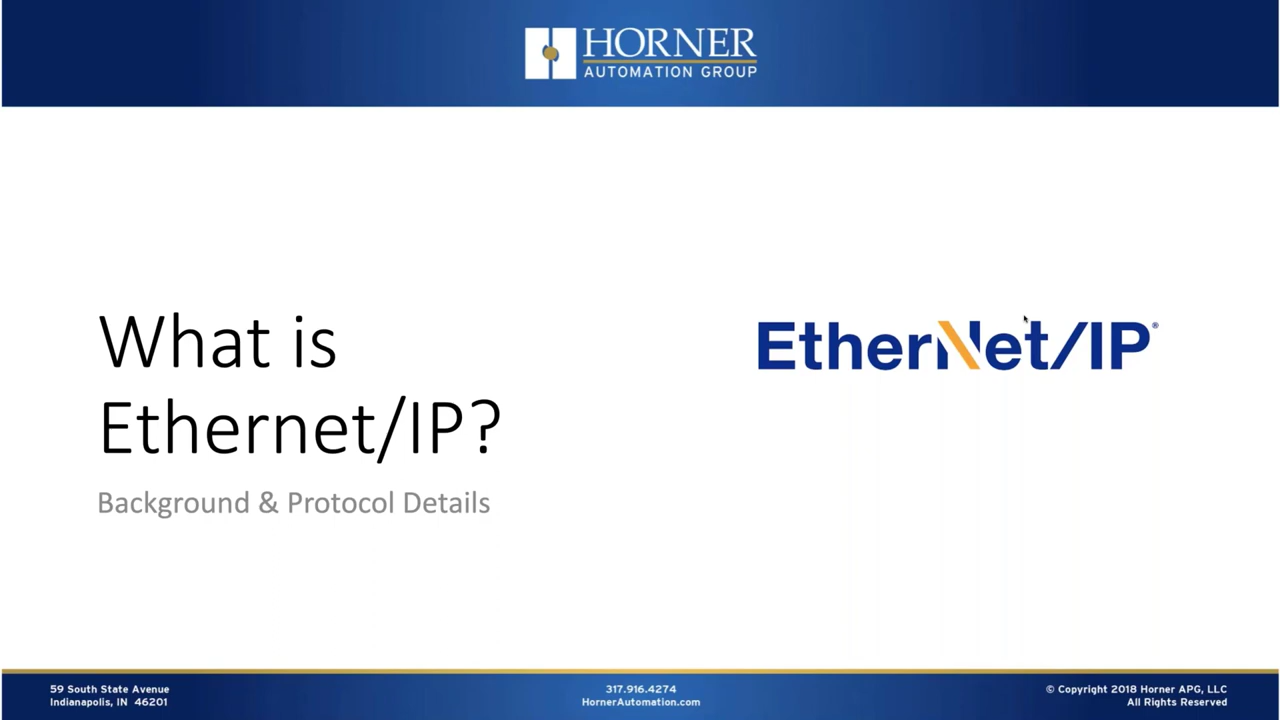 HORNER
AUTOMATION GROUP
What is
Ethernet/IP?
Background & Protocol Details
EtherNet/IP®
59 South State Avenue
Indianapolis, IN 46201
317.916.4274
HornerAutomation.com
© Copyright 2018 Horner APG, LLC
All Rights Reserved